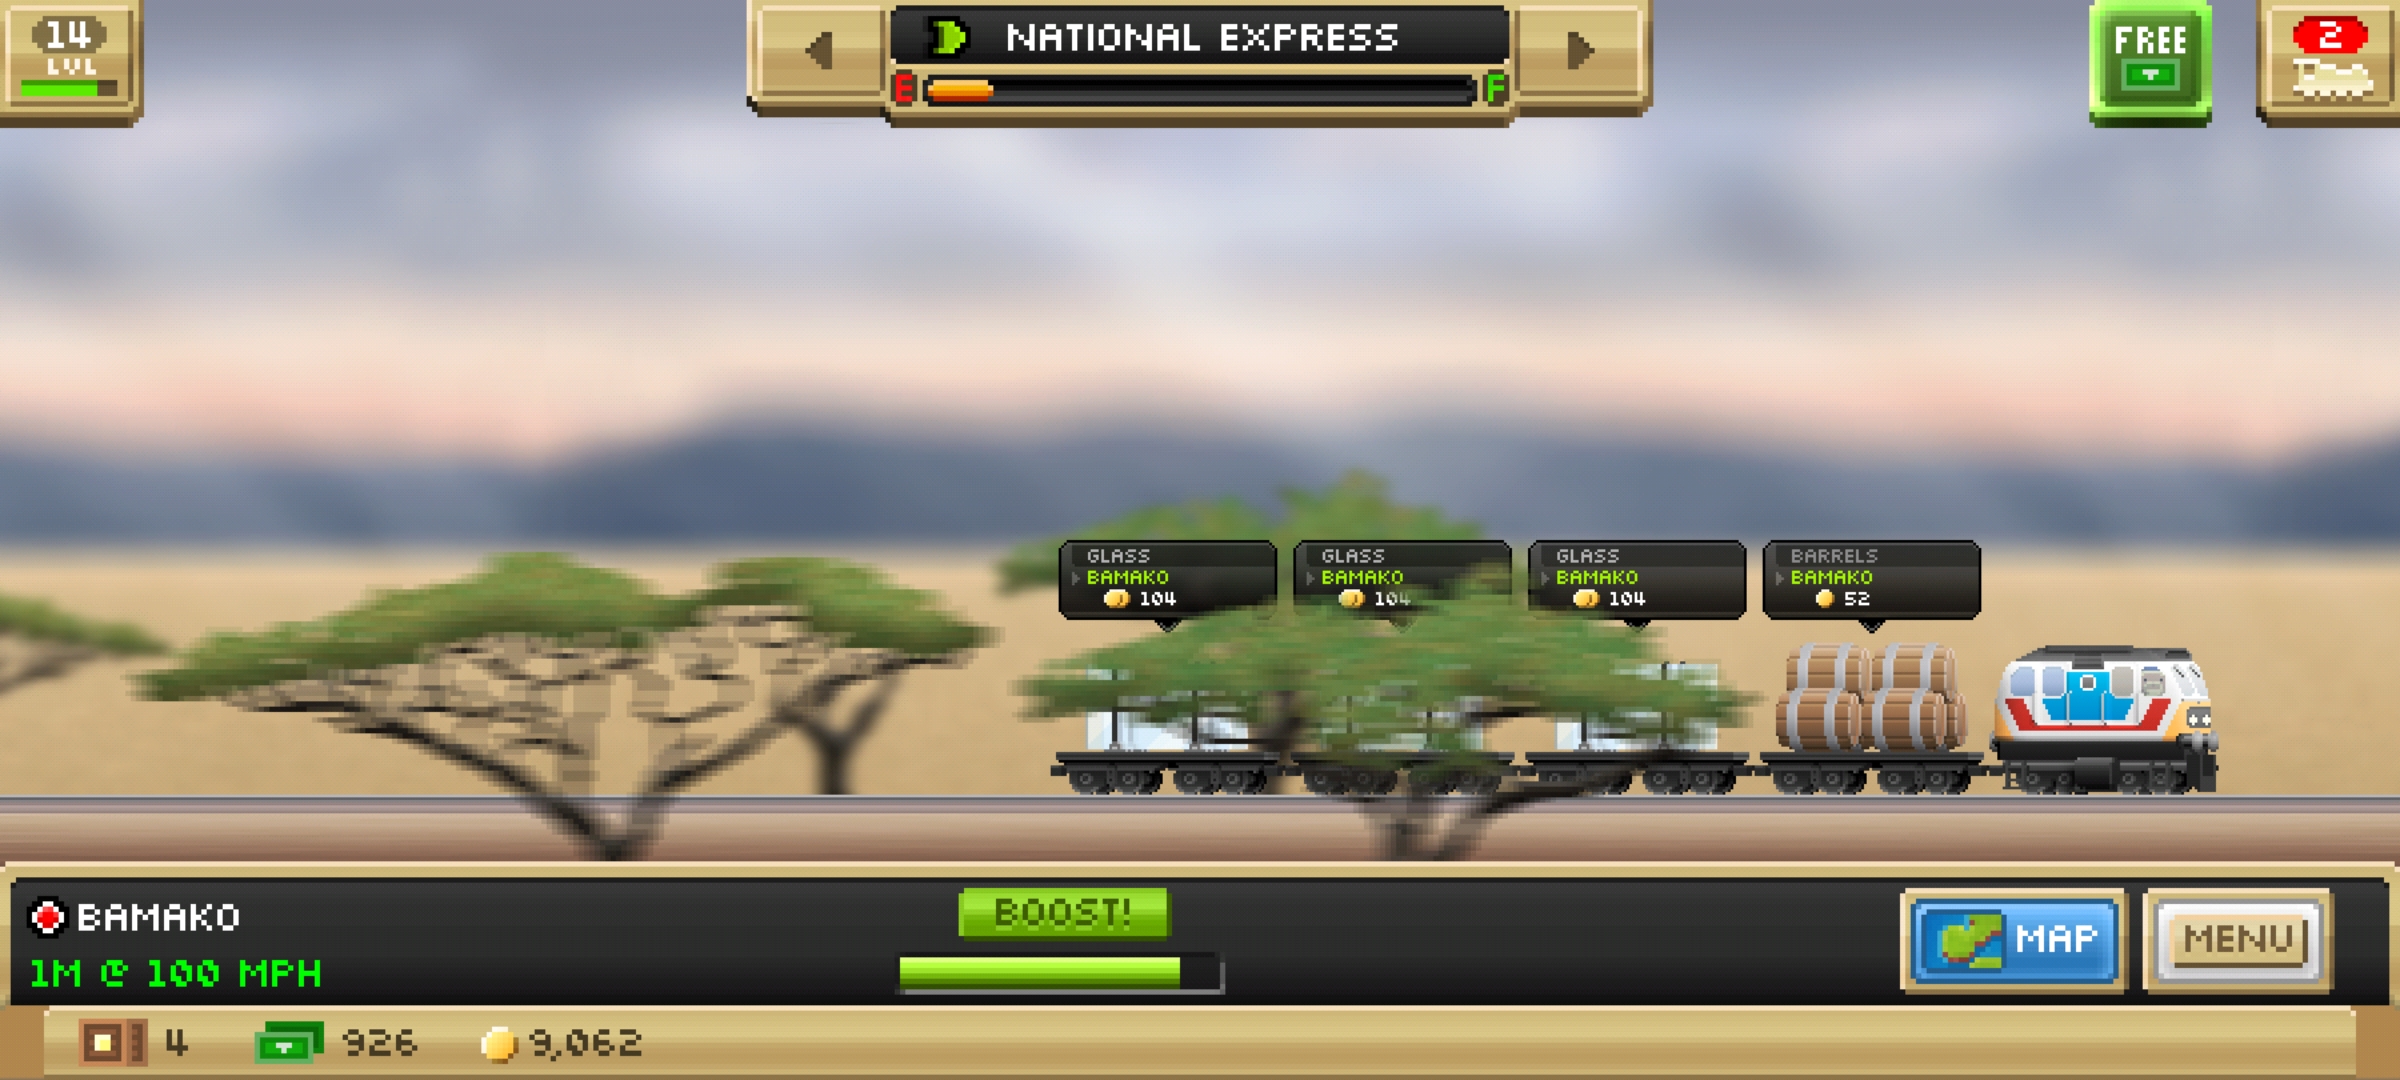 14
LVL
NATIONAL EXPRESS
E
F
FREE
2
GLASS
BAMAKO
104
GLASS
BAMAKO
104
GLASS
BAMAKO
104
BARRELS
BAMAKO
52
BAMAKO
1M @ 100 MPH
BOOST!
MAP
MENU
4
926
9,062